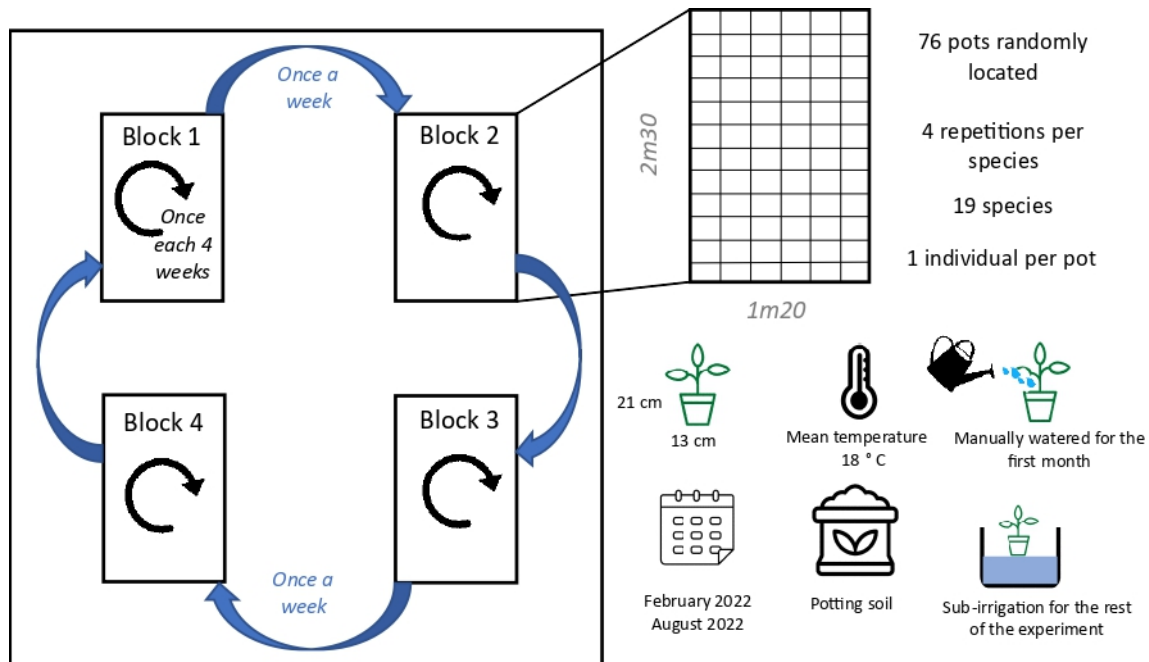 Once a
week
Block 1
Once
each 4
weeks
Block 2
Block 4
Block 3
Once a
week
2m30
1m20
76 pots randomly
located
4 repetitions per
species
19 species
1 individual per pot
21 cm
13 cm
Mean temperature
18 ° C
Manually watered for the
first month
February 2022
August 2022
Potting soil
Sub-irrigation for the rest
of the experiment